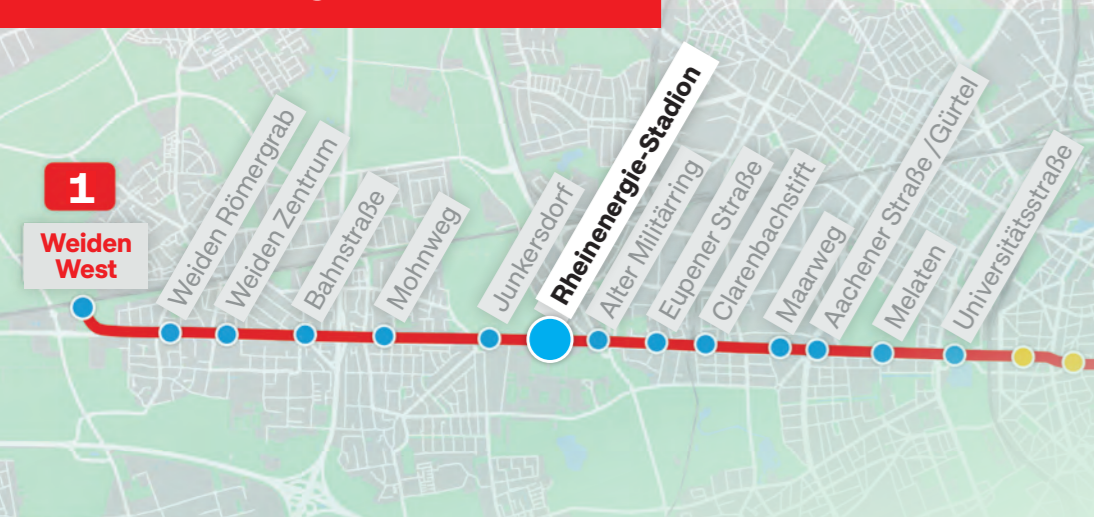 1
Weiden
West
Weiden Römergrab
Weiden Zentrum
Bahnstraße
Mohnweg
Junkersdorf
Rheinenergie-Stadion
Alter Militärring
Eupener Straße
Clarenbachstift
Maarweg
Aachener Straße /Gürtel
Melaten
Universitätsstraße